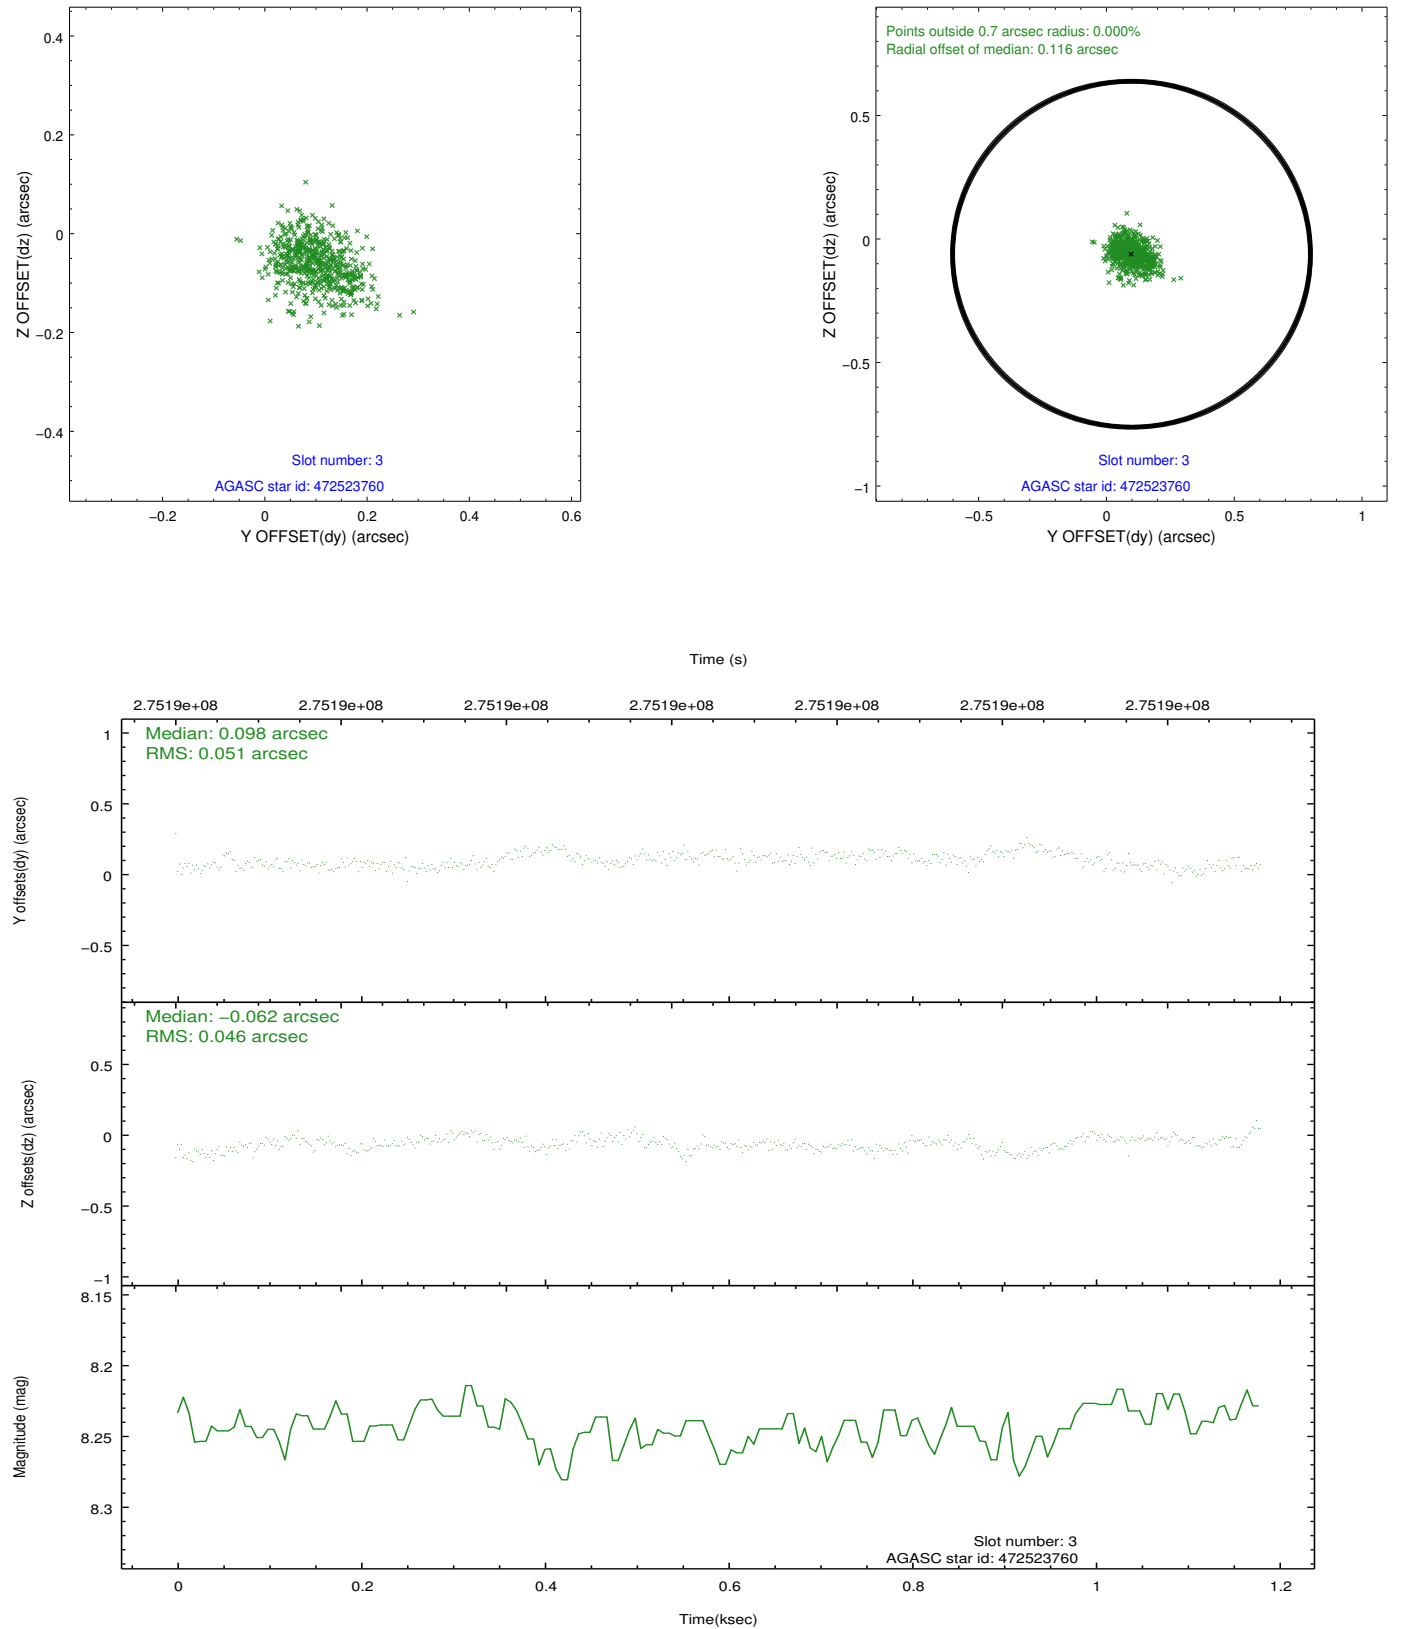 0.4
0.2
0
−0.2
−0.4
Z OFFSET(dz) (arcsec)
Slot number: 3
AGASC star id: 472523760
−0.2
0
0.2
0.4
0.6
Y OFFSET(dy) (arcsec)
Points outside 0.7 arcsec radius: 0.000%
Radial offset of median: 0.116 arcsec
0.5
0
−0.5
−1
Z OFFSET(dz) (arcsec)
Slot number: 3
AGASC star id: 472523760
−0.5
0
0.5
1
Y OFFSET(dy) (arcsec)
Time (s)
2.7519e+08
2.7519e+08
2.7519e+08
2.7519e+08
2.7519e+08
2.7519e+08
2.7519e+08
Median: 0.098 arcsec
RMS: 0.051 arcsec
1
0.5
0
−0.5
Y offsets(dy) (arcsec)
Median: −0.062 arcsec
RMS: 0.046 arcsec
0.5
0
−0.5
−1
Z offsets(dz) (arcsec)
8.15
8.2
8.25
8.3
Magnitude (mag)
Slot number: 3
AGASC star id: 472523760
0
0.2
0.4
0.6
0.8
1
1.2
Time(ksec)